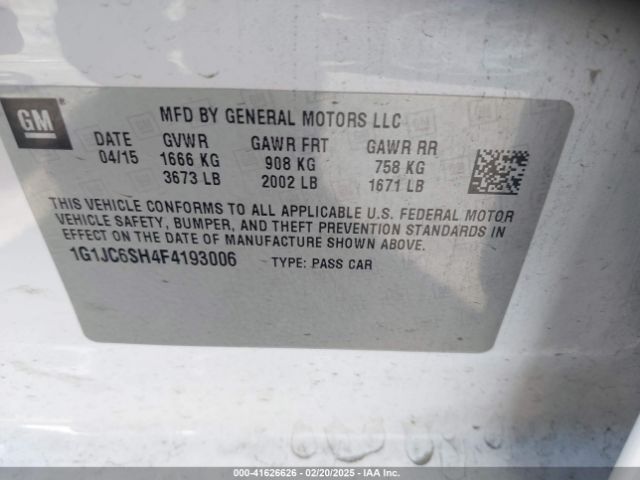 GM
MFD BY GENERAL MOTORS LLC
DATE GVWR GAWR FRT GAWR RR
04/15 1666 KG 908 KG 758 KG
3673 LB 2002 LB 1671 LB
THIS VEHICLE CONFORMS TO ALL APPLICABLE U.S. FEDERAL MOTOR
VEHICLE SAFETY, BUMPER, AND THEFT PREVENTION STANDARDS IN
EFFECT ON THE DATE OF MANUFACTURE SHOWN ABOVE.
1G1JC6SH4F4193006 TYPE: PASS CAR
000-41626626 - 02/20/2025 - IAA Inc.